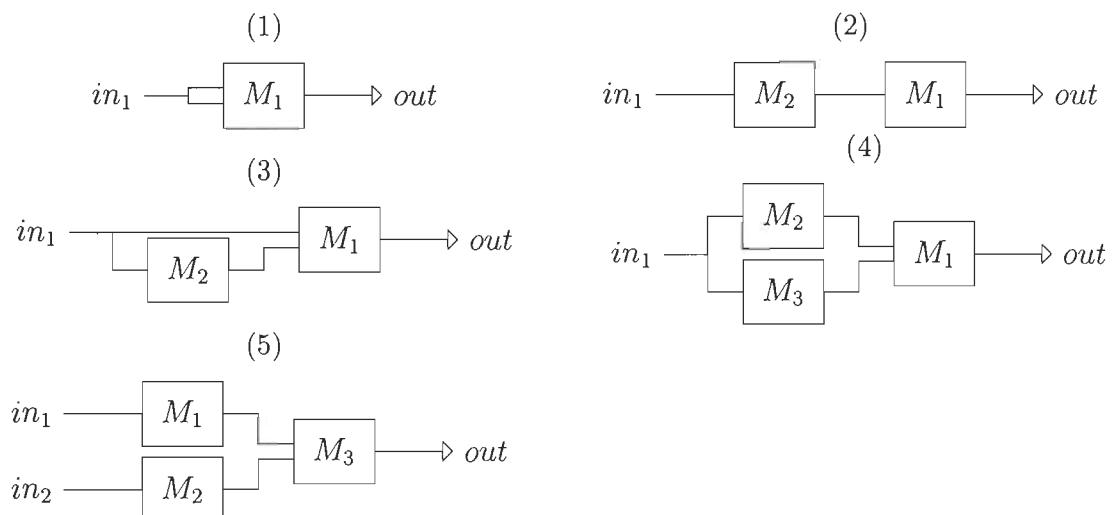 (1)
in₁ M₁ out
(2)
in₁ M₂ M₁ out
(3)
in₁ M₂ M₁ out
(4)
in₁ M₂ M₃ M₁ out
(5)
in₁ M₁
in₂ M₂ M₃ out